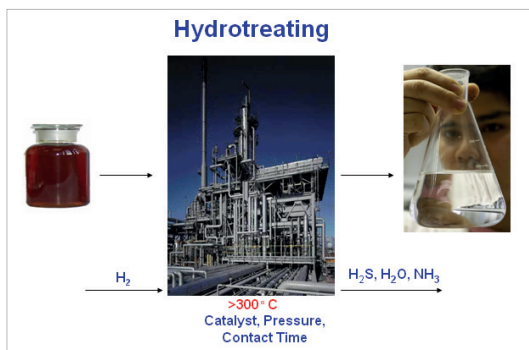 Hydrotreating
H₂
H₂S, H₂O, NH₃
>300° C
Catalyst, Pressure,
Contact Time